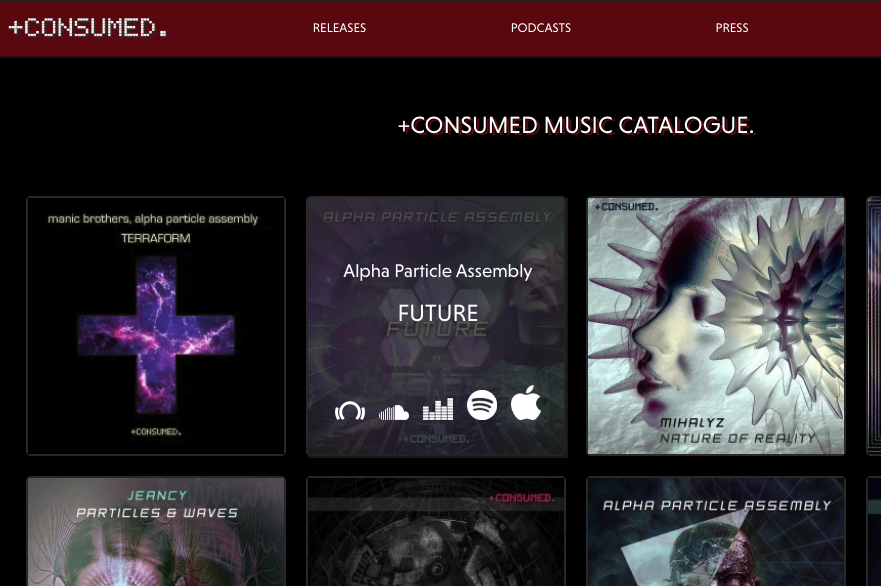 +CONSUMED.
RELEASES
PODCASTS
PRESS
+CONSUMED MUSIC CATALOGUE.
manic brothers, alpha particle assembly
TERRAFORM
+CONSUMED.
ALPHA PARTICLE ASSEMBLY
Alpha Particle Assembly
FUTURE
FUTURE
+CONSUMED.
+CONSUMED.
MIHALYZ
NATURE OF REALITY
JEANCY
PARTICLES & WAVES
+CONSUMED.
ALPHA PARTICLE ASSEMBLY